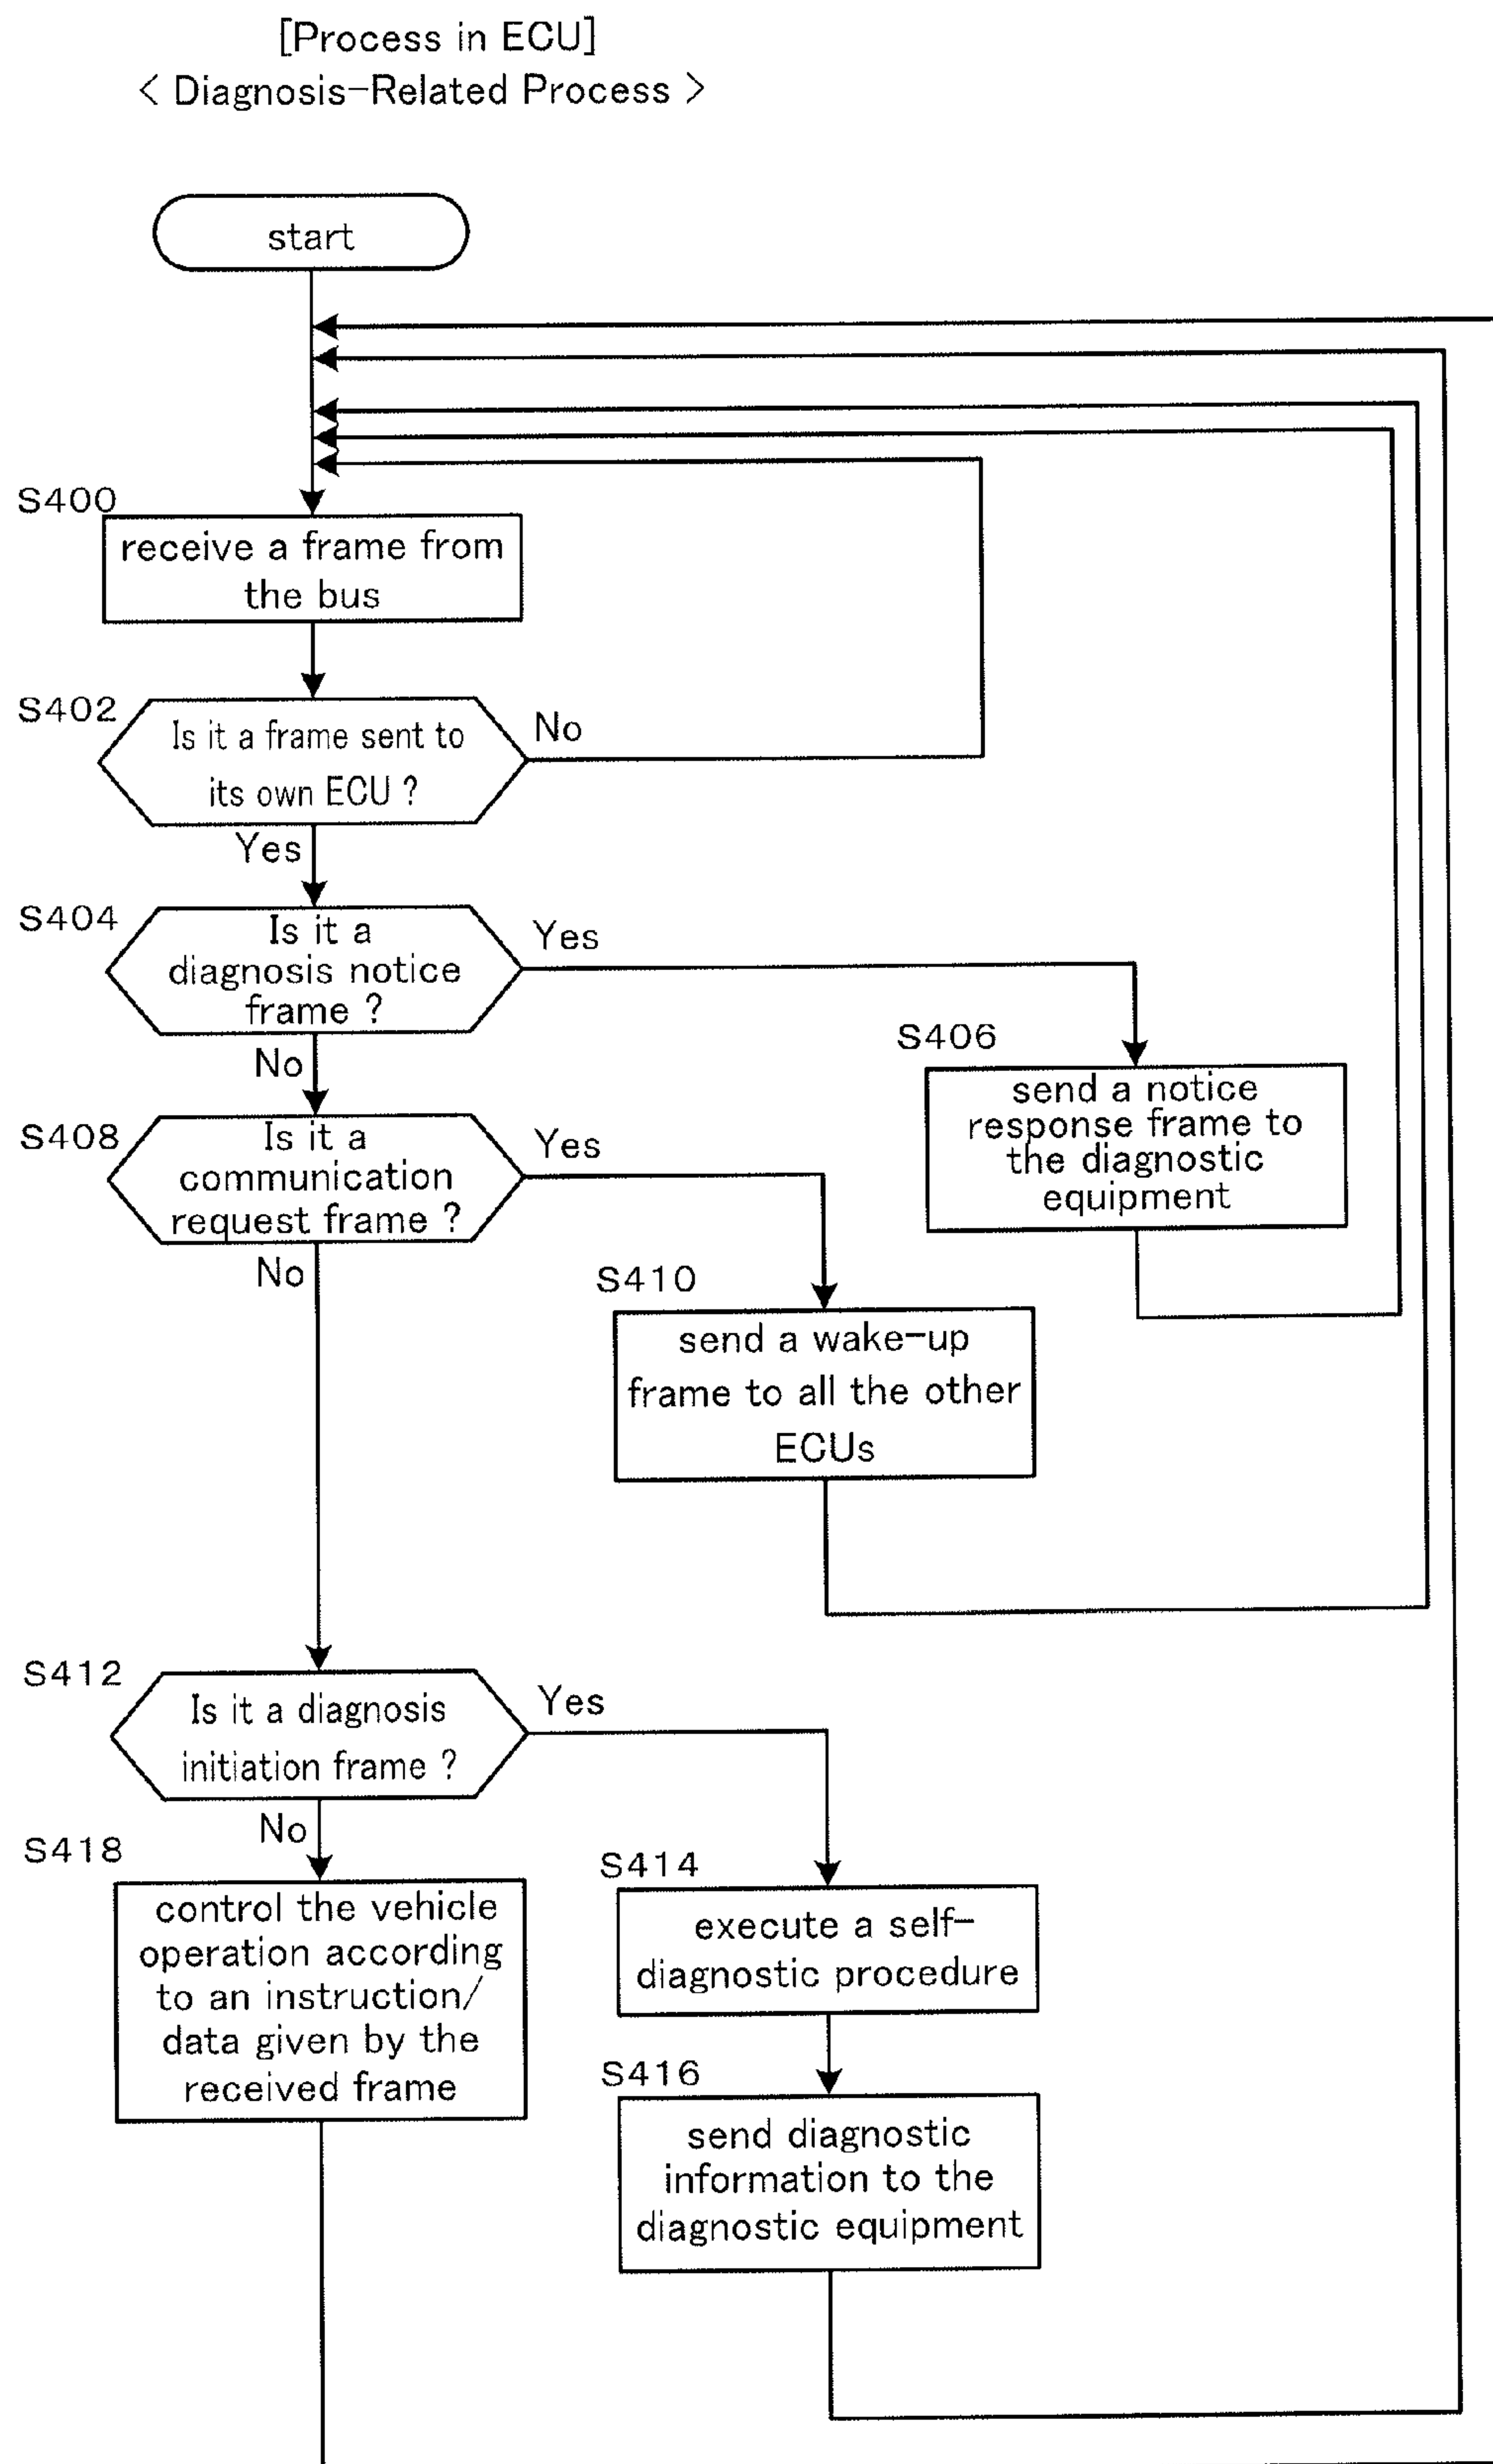 [Process in ECU]
< Diagnosis-Related Process >
start
S400
receive a frame from
the bus
S402
Is it a frame sent to
its own ECU ?
No
Yes
S404
Is it a
diagnosis notice
frame ?
Yes
No
S406
send a notice
response frame to
the diagnostic
equipment
S408
Is it a
communication
request frame ?
Yes
No
S410
send a wake-up
frame to all the other
ECUs
S412
Is it a diagnosis
initiation frame ?
Yes
No
S414
execute a self-
diagnostic procedure
S416
send diagnostic
information to the
diagnostic equipment
S418
control the vehicle
operation according
to an instruction/
data given by the
received frame